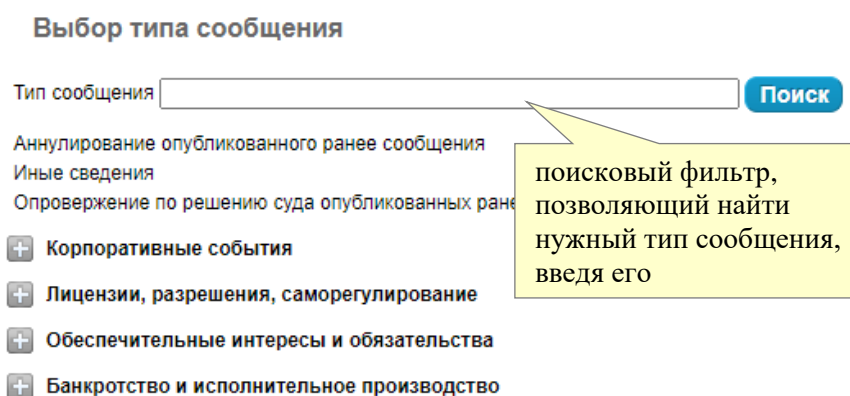 Выбор типа сообщения
Тип сообщения
Поиск
Аннулирование опубликованного ранее сообщения
Иные сведения
Опровержение по решению суда опубликованных ране
поисковый фильтр,
позволяющий найти
нужный тип сообщения,
введя его
Корпоративные события
Лицензии, разрешения, саморегулирование
Обеспечительные интересы и обязательства
Банкротство и исполнительное производство